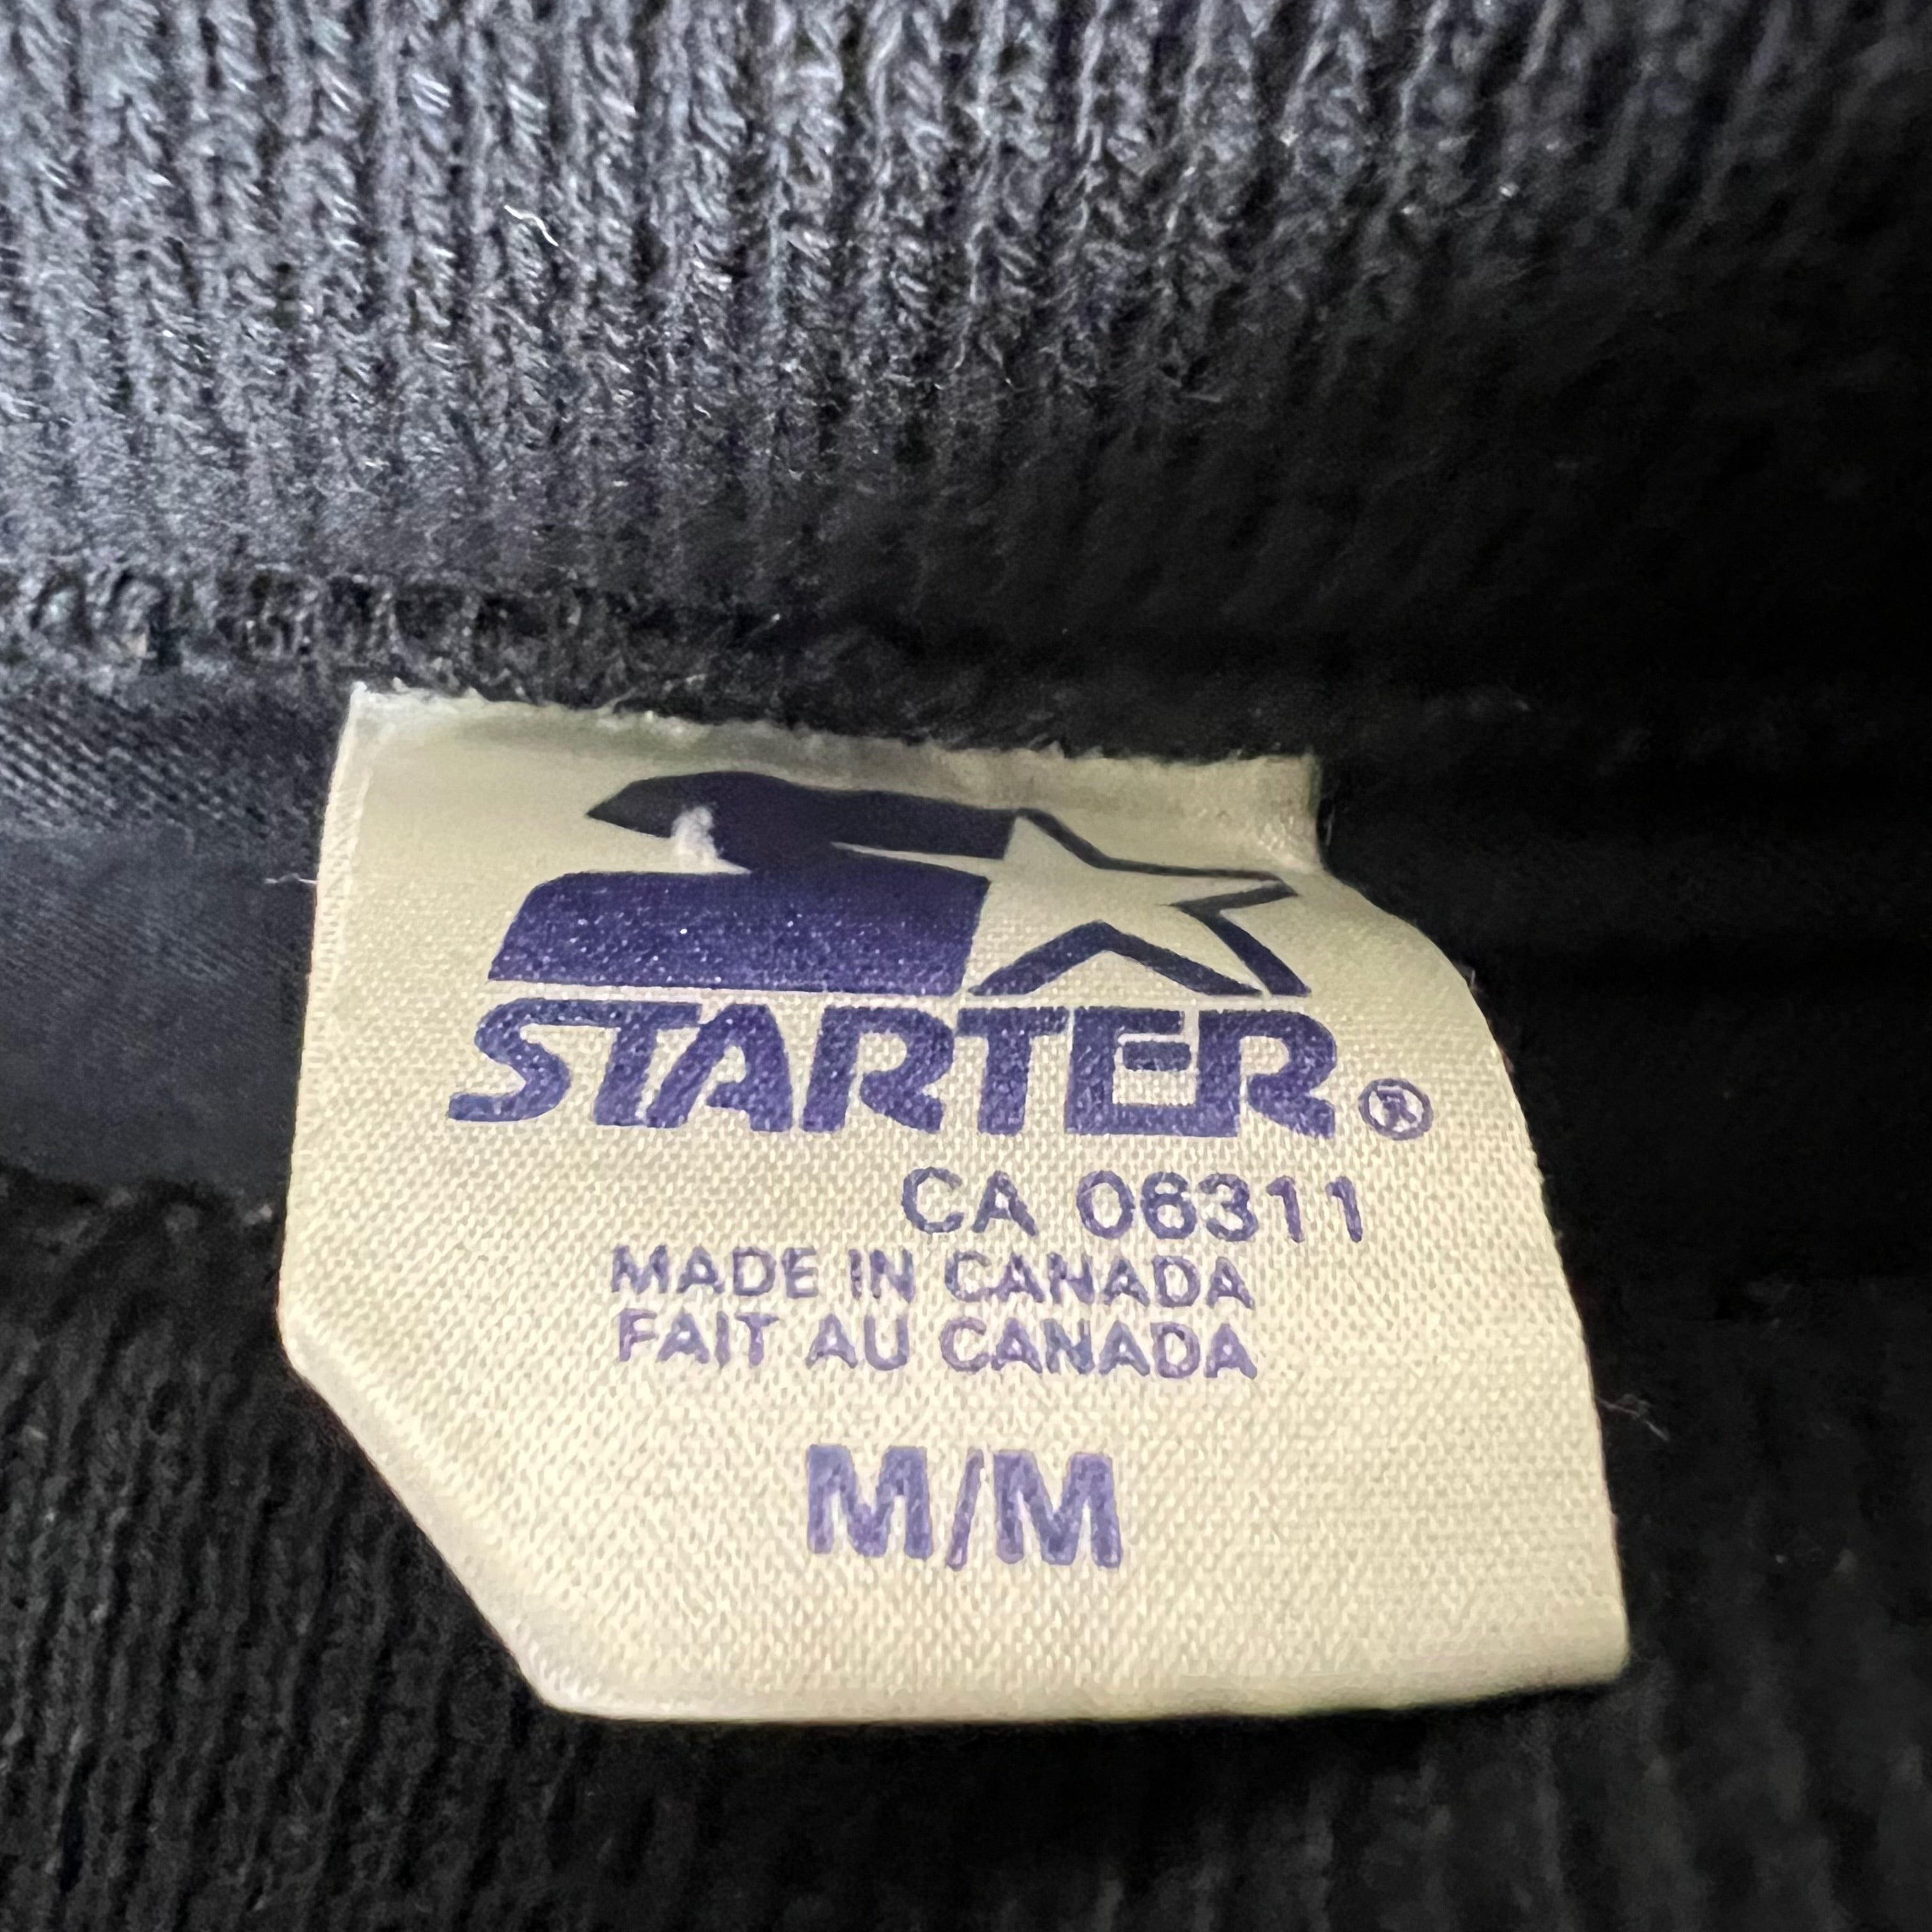 STARTER®
CA 06311
MADE IN CANADA
FAIT AU CANADA
M/M